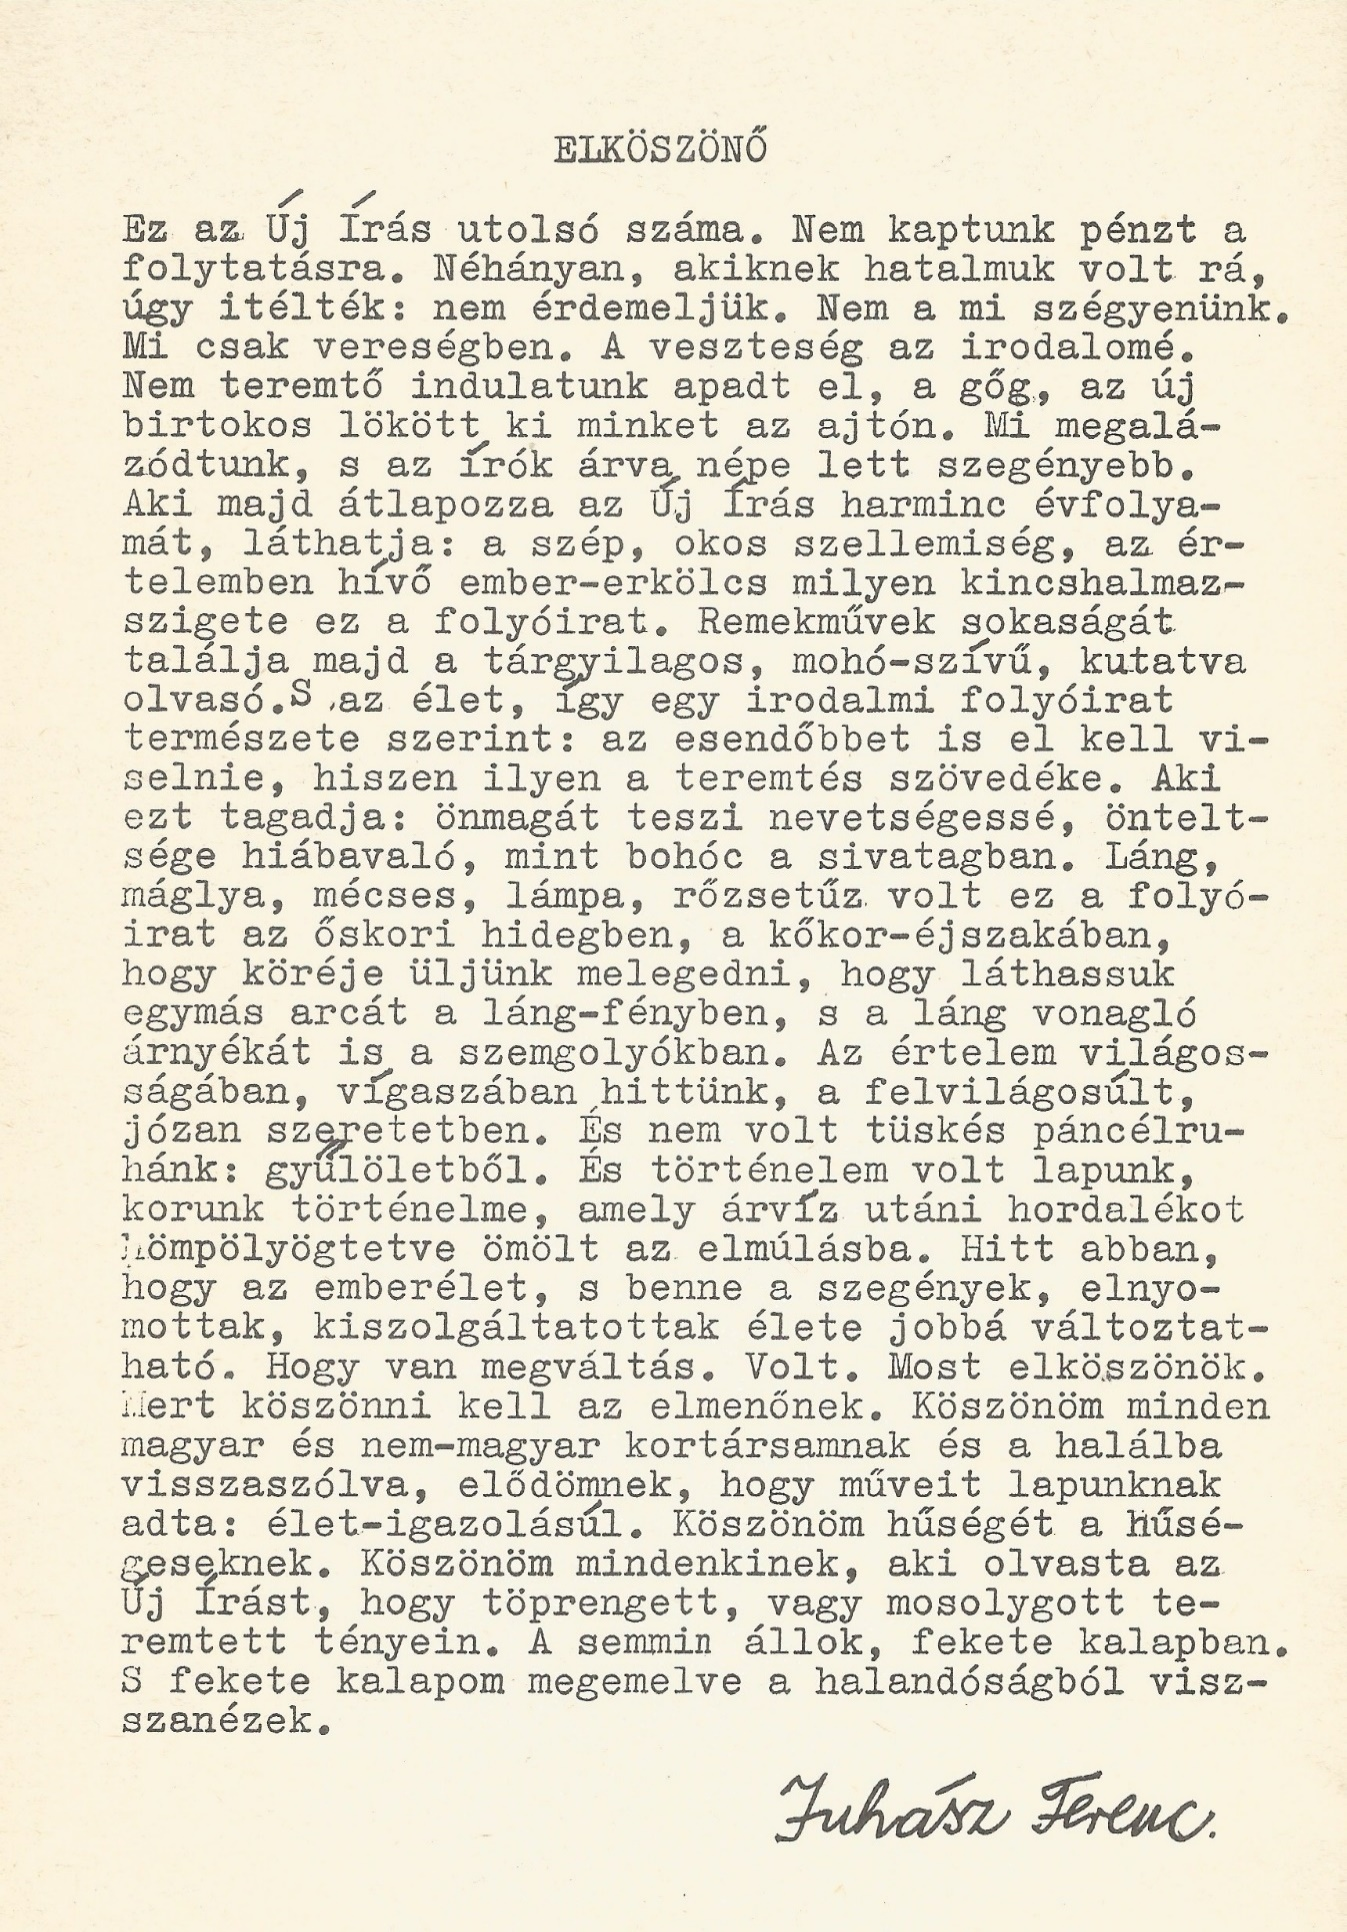 ELKÖSZÖNŐ
Ez az Új Írás utolsó száma. Nem kaptunk pénzt a
folytatásra. Néhányan, akiknek hatalmuk volt rá,
úgy itélték: nem érdemeljük. Nem a mi szégyenünk.
Mi csak vereségben. A veszteség az irodalomé.
Nem teremtő indulatunk apadt el, a gőg, az új
birtokos lökött ki minket az ajtón. Mi megalá-
zódtunk, s az írók árva népe lett szegényebb.
Aki majd átlapozza az Új Írás harminc évfolya-
mát, láthatja: a szép, okos szellemiség, az ér-
telemben hívő ember-erkölcs milyen kincshalmaz-
szigete ez a folyóirat. Remekművek sokaságát
találja majd a tárgyilagos, mohó-szívű, kutatva
olvasó.S az élet, így egy irodalmi folyóirat
természete szerint: az esendőbbet is el kell vi-
selnie, hiszen ilyen a teremtés szövedéke. Aki
ezt tagadja: önmagát teszi nevetségessé, öntelt-
sége hiábavaló, mint bohóc a sivatagban. Láng,
máglya, mécses, lámpa, rőzsetűz volt ez a folyó-
irat az őskori hidegben, a kőkor-éjszakában,
hogy köréje üljünk melegedni, hogy láthassuk
egymás arcát a láng-fényben, s a láng vonagló
árnyékát is a szemgolyókban. Az értelem világos-
ságában, vígaszában hittünk, a felvilágosúlt,
józan szeretetben. És nem volt tüskés páncélru-
hánk: gyűlöletből. És történelem volt lapunk,
korunk történelme, amely árvíz utáni hordalékot
hömpölyögtetve ömölt az elmúlásba. Hitt abban,
hogy az emberélet, s benne a szegények, elnyo-
mottak, kiszolgáltatottak élete jobbá változtat-
ható. Hogy van megváltás. Volt. Most elköszönök.
Mert köszönni kell az elmenőnek. Köszönöm minden
magyar és nem-magyar kortársamnak és a halálba
visszaszólva, elődömnek, hogy műveit lapunknak
adta: élet-igazolásúl. Köszönöm hűségét a hűsé-
geseknek. Köszönöm mindenkinek, aki olvasta az
Új Írást, hogy töprengett, vagy mosolygott te-
remtett tényein. A semmin állok, fekete kalapban.
S fekete kalapom megemelve a halandóságból visz-
szanézek.
Juhász Ferenc.